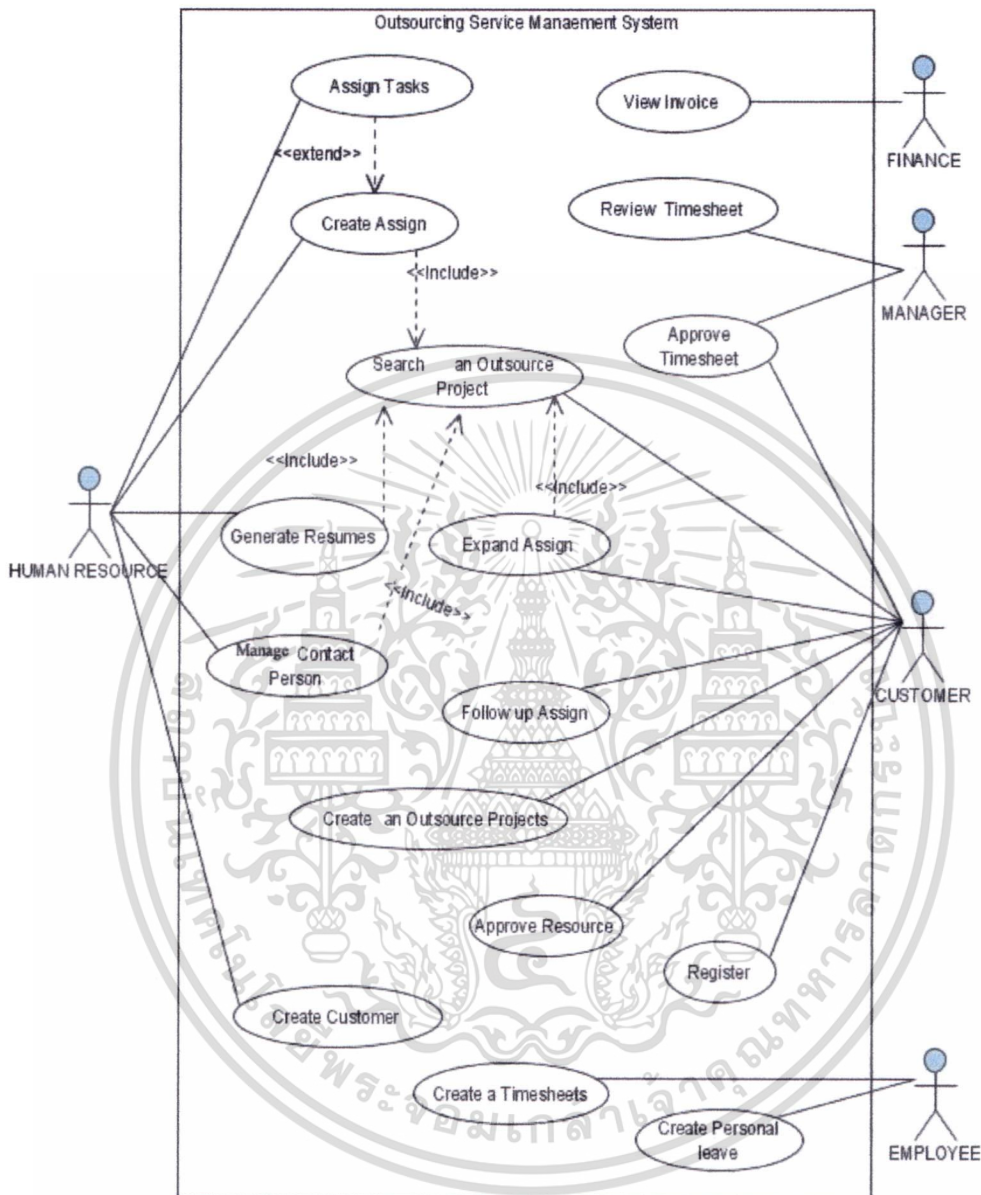 Outsourcing Service Manaement System
Assign Tasks
View Invoice
FINANCE
<<extend>>
Create Assign
Review Timesheet
<<Include>>
MANAGER
Approve
Timesheet
Search an Outsource
Project
<<Include>>
<<Include>>
HUMAN RESOURCE
Generate Resumes
Expand Assign
<<Include>>
Manage Contact
Person
CUSTOMER
Follow up Assign
Create an Outsource Projects
Approve Resource
Register
Create Customer
Create a Timesheets
Create Personal
leave
EMPLOYEE